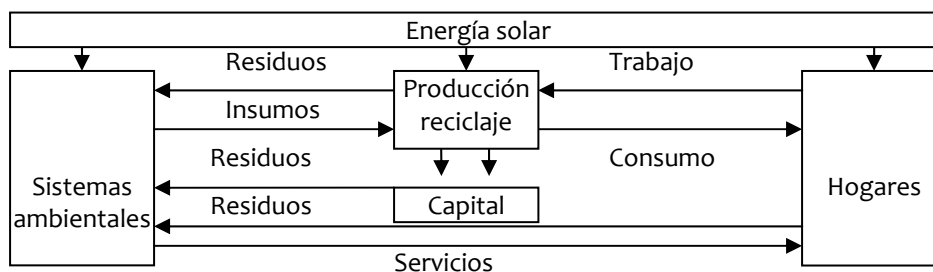 Energía solar
Residuos
Trabajo
Producción
reciclaje
Insumos
Residuos
Consumo
Sistemas
ambientales
Residuos
Capital
Hogares
Servicios